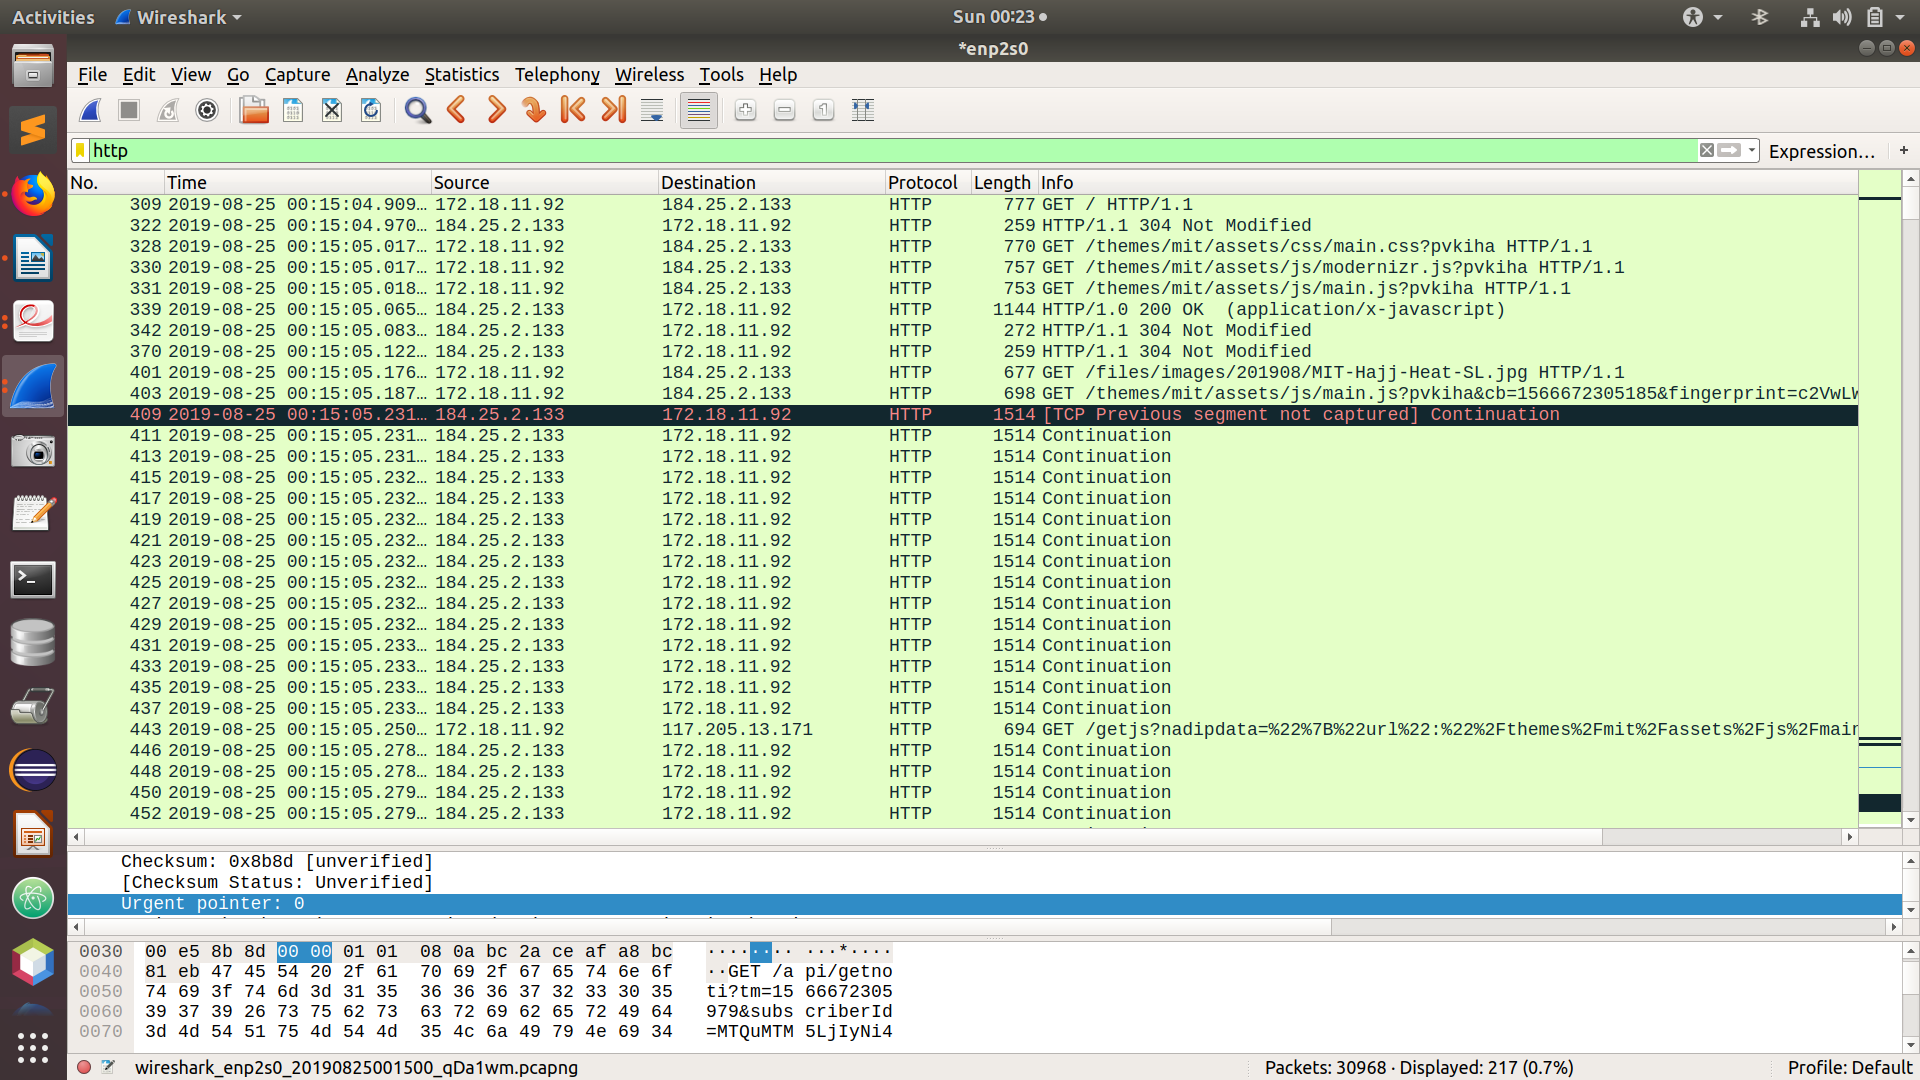 Activities Wireshark Sun 00:23
*enp2s0
File Edit View Go Capture Analyze Statistics Telephony Wireless Tools Help
http Expression… +
No. Time Source Destination Protocol Length Info
309 2019-08-25 00:15:04.909… 172.18.11.92 184.25.2.133 HTTP 777 GET / HTTP/1.1
322 2019-08-25 00:15:04.970… 184.25.2.133 172.18.11.92 HTTP 259 HTTP/1.1 304 Not Modified
328 2019-08-25 00:15:05.017… 172.18.11.92 184.25.2.133 HTTP 770 GET /themes/mit/assets/css/main.css?pvkiha HTTP/1.1
330 2019-08-25 00:15:05.017… 172.18.11.92 184.25.2.133 HTTP 757 GET /themes/mit/assets/js/modernizr.js?pvkiha HTTP/1.1
331 2019-08-25 00:15:05.018… 172.18.11.92 184.25.2.133 HTTP 753 GET /themes/mit/assets/js/main.js?pvkiha HTTP/1.1
339 2019-08-25 00:15:05.065… 184.25.2.133 172.18.11.92 HTTP 1144 HTTP/1.0 200 OK (application/x-javascript)
342 2019-08-25 00:15:05.083… 184.25.2.133 172.18.11.92 HTTP 272 HTTP/1.1 304 Not Modified
370 2019-08-25 00:15:05.122… 184.25.2.133 172.18.11.92 HTTP 259 HTTP/1.1 304 Not Modified
401 2019-08-25 00:15:05.176… 172.18.11.92 184.25.2.133 HTTP 677 GET /files/images/201908/MIT-Hajj-Heat-SL.jpg HTTP/1.1
403 2019-08-25 00:15:05.187… 172.18.11.92 184.25.2.133 HTTP 698 GET /themes/mit/assets/js/main.js?pvkiha&cb=1566672305185&fingerprint=c2VwLW
409 2019-08-25 00:15:05.231… 184.25.2.133 172.18.11.92 HTTP 1514 [TCP Previous segment not captured] Continuation
411 2019-08-25 00:15:05.231… 184.25.2.133 172.18.11.92 HTTP 1514 Continuation
413 2019-08-25 00:15:05.231… 184.25.2.133 172.18.11.92 HTTP 1514 Continuation
415 2019-08-25 00:15:05.232… 184.25.2.133 172.18.11.92 HTTP 1514 Continuation
417 2019-08-25 00:15:05.232… 184.25.2.133 172.18.11.92 HTTP 1514 Continuation
419 2019-08-25 00:15:05.232… 184.25.2.133 172.18.11.92 HTTP 1514 Continuation
421 2019-08-25 00:15:05.232… 184.25.2.133 172.18.11.92 HTTP 1514 Continuation
423 2019-08-25 00:15:05.232… 184.25.2.133 172.18.11.92 HTTP 1514 Continuation
425 2019-08-25 00:15:05.232… 184.25.2.133 172.18.11.92 HTTP 1514 Continuation
427 2019-08-25 00:15:05.232… 184.25.2.133 172.18.11.92 HTTP 1514 Continuation
429 2019-08-25 00:15:05.232… 184.25.2.133 172.18.11.92 HTTP 1514 Continuation
431 2019-08-25 00:15:05.233… 184.25.2.133 172.18.11.92 HTTP 1514 Continuation
433 2019-08-25 00:15:05.233… 184.25.2.133 172.18.11.92 HTTP 1514 Continuation
435 2019-08-25 00:15:05.233… 184.25.2.133 172.18.11.92 HTTP 1514 Continuation
437 2019-08-25 00:15:05.233… 184.25.2.133 172.18.11.92 HTTP 1514 Continuation
443 2019-08-25 00:15:05.250… 172.18.11.92 117.205.13.171 HTTP 694 GET /getjs?nadipdata=%22%7B%22url%22:%22%2Fthemes%2Fmit%2Fassets%2Fjs%2Fmain
446 2019-08-25 00:15:05.278… 184.25.2.133 172.18.11.92 HTTP 1514 Continuation
448 2019-08-25 00:15:05.278… 184.25.2.133 172.18.11.92 HTTP 1514 Continuation
450 2019-08-25 00:15:05.279… 184.25.2.133 172.18.11.92 HTTP 1514 Continuation
452 2019-08-25 00:15:05.279… 184.25.2.133 172.18.11.92 HTTP 1514 Continuation
Checksum: 0x8b8d [unverified]
[Checksum Status: Unverified]
Urgent pointer: 0
0030 00 e5 8b 8d 00 00 01 01 08 0a bc 2a ce af a8 bc ········ ···*····
0040 81 eb 47 45 54 20 2f 61 70 69 2f 67 65 74 6e 6f ··GET /a pi/getno
0050 74 69 3f 74 6d 3d 31 35 36 36 36 37 32 33 30 35 ti?tm=15 66672305
0060 39 37 39 26 73 75 62 73 63 72 69 62 65 72 49 64 979&subs criberId
0070 3d 4d 54 51 75 4d 54 4d 35 4c 6a 49 79 4e 69 34 =MTQuMTM 5LjIyNi4
wireshark_enp2s0_20190825001500_qDa1wm.pcapng Packets: 30968 · Displayed: 217 (0.7%) Profile: Default